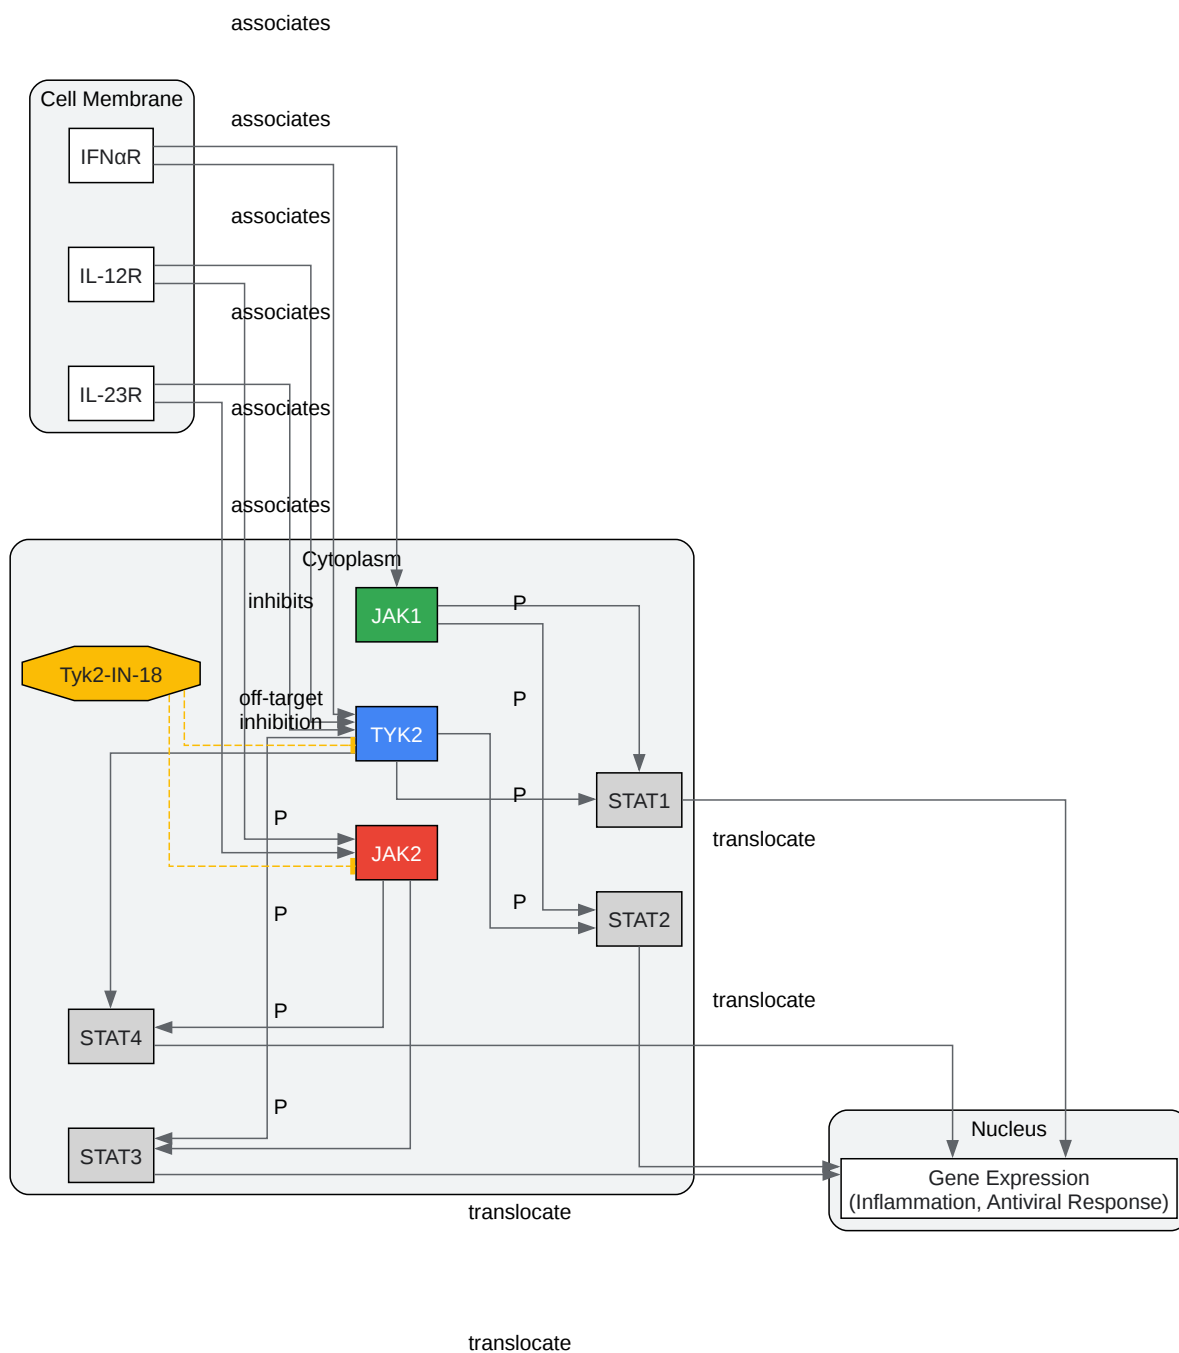 associates
Cell Membrane
associates
IFNαR
associates
IL-12R
associates
IL-23R
associates
associates
Cytoplasm
inhibits
P
JAK1
Tyk2-IN-18
off-target
inhibition
P
TYK2
P
STAT1
P
translocate
JAK2
P
P
STAT2
translocate
P
STAT4
P
Nucleus
STAT3
Gene Expression
(Inflammation, Antiviral Response)
translocate
translocate